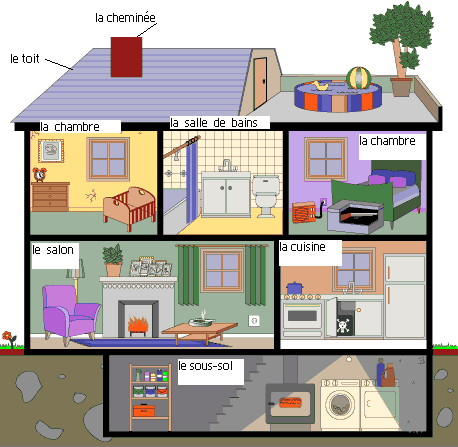 la cheminée
le toit
la chambre
la salle de bains
la chambre
le salon
la cuisine
le sous-sol